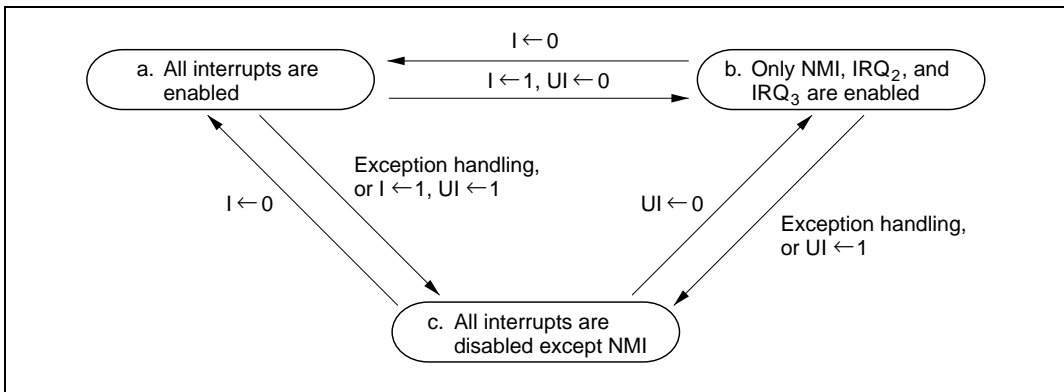 I ← 0
a. All interrupts are
enabled
I ← 1, UI ← 0
b. Only NMI, IRQ2, and
IRQ3 are enabled
Exception handling,
or I ← 1, UI ← 1
I ← 0
UI ← 0
Exception handling,
or UI ← 1
c. All interrupts are
disabled except NMI